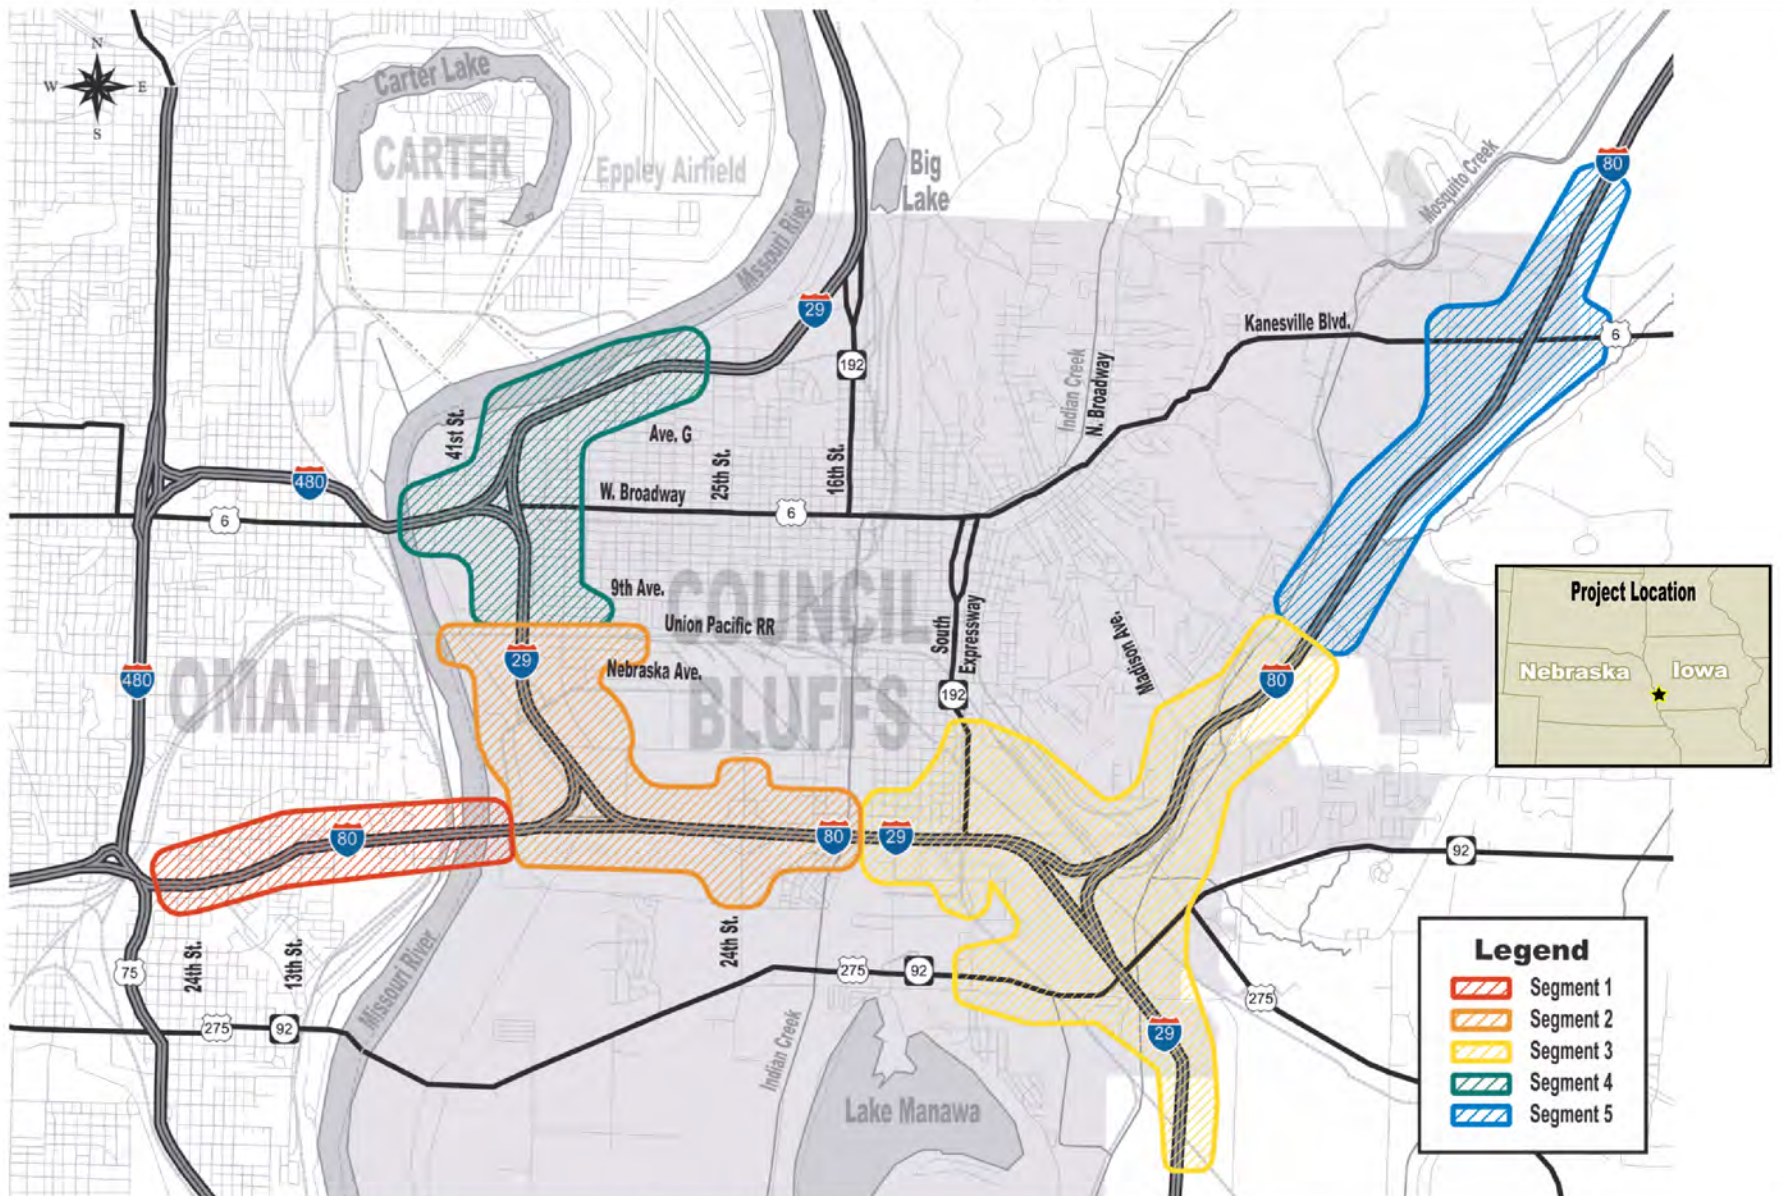 N
W
E
S
Carter Lake
CARTER
LAKE
Eppley Airfield
Big
Lake
Missouri River
Mosquito Creek
80
29
192
Kanesville Blvd.
6
Indian Creek
N. Broadway
41st St.
Ave. G
25th St.
16th St.
480
W. Broadway
6
6
COUNCIL
BLUFFS
9th Ave.
Union Pacific RR
South
Expressway
Madison Ave.
29
Nebraska Ave.
480
OMAHA
192
80
Project Location
Nebraska
Iowa
80
80
29
92
24th St.
13th St.
24th St.
75
Missouri River
275
92
275
92
275
29
Indian Creek
Lake Manawa
Legend
Segment 1
Segment 2
Segment 3
Segment 4
Segment 5